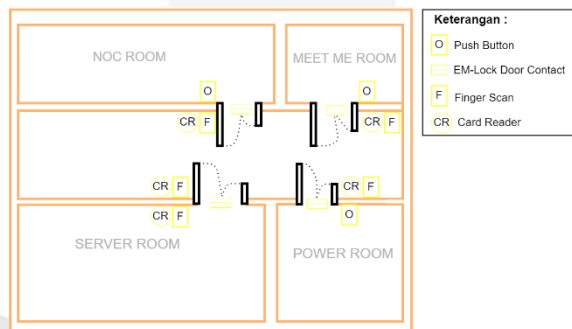 Keterangan :
O Push Button
EM-Lock Door Contact
F Finger Scan
CR Card Reader
NOC ROOM
MEET ME ROOM
O
O
CR F
CR F
CR F
CR F
CR F
O
SERVER ROOM
POWER ROOM